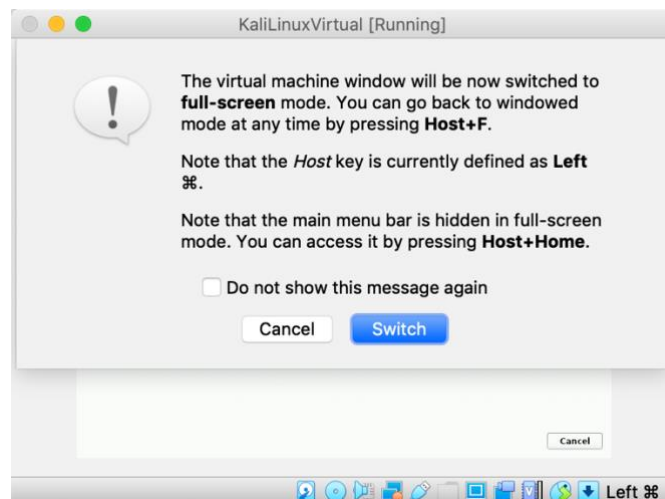 KaliLinuxVirtual [Running]
The virtual machine window will be now switched to
full-screen mode. You can go back to windowed
mode at any time by pressing Host+F.
Note that the Host key is currently defined as Left
⌘.
Note that the main menu bar is hidden in full-screen
mode. You can access it by pressing Host+Home.
Do not show this message again
Cancel Switch
Cancel
Left ⌘